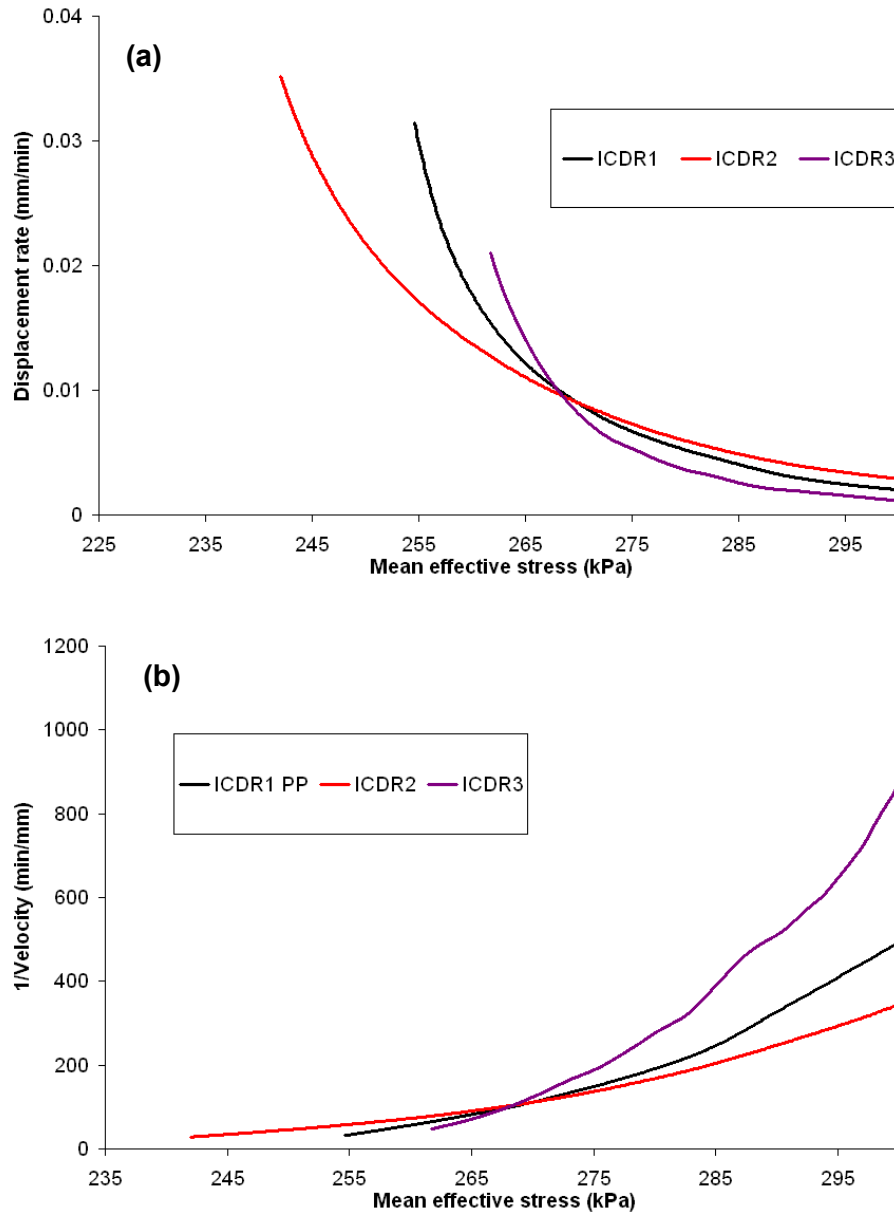 0.04
(a)
0.03
ICDR1 ICDR2 ICDR3
0.02
0.01
0
Displacement rate (mm/min)
225 235 245 255 265 275 285 295
Mean effective stress (kPa)
1200
(b)
1000
ICDR1 PP ICDR2 ICDR3
800
600
400
200
0
1/Velocity (min/mm)
235 245 255 265 275 285 295
Mean effective stress (kPa)